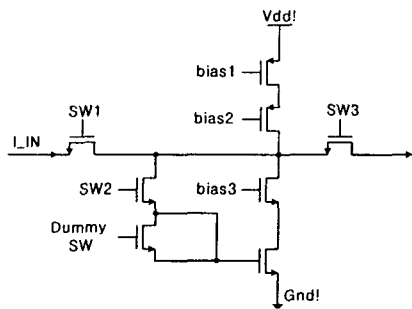 Vdd!
bias1
SW1
bias2
SW3
I_IN
SW2
bias3
Dummy
SW
Gnd!